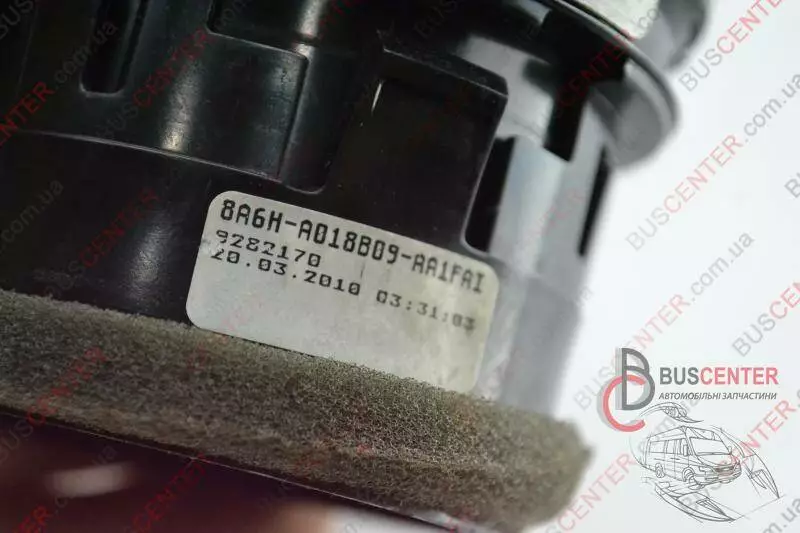 8A6H-A018B09-AA1FAI
9282170
20.03.2010 03:31:03
BUSCENTER
АВТОМОБІЛЬНІ ЗАПЧАСТИНИ
BUSCENTER.com.ua